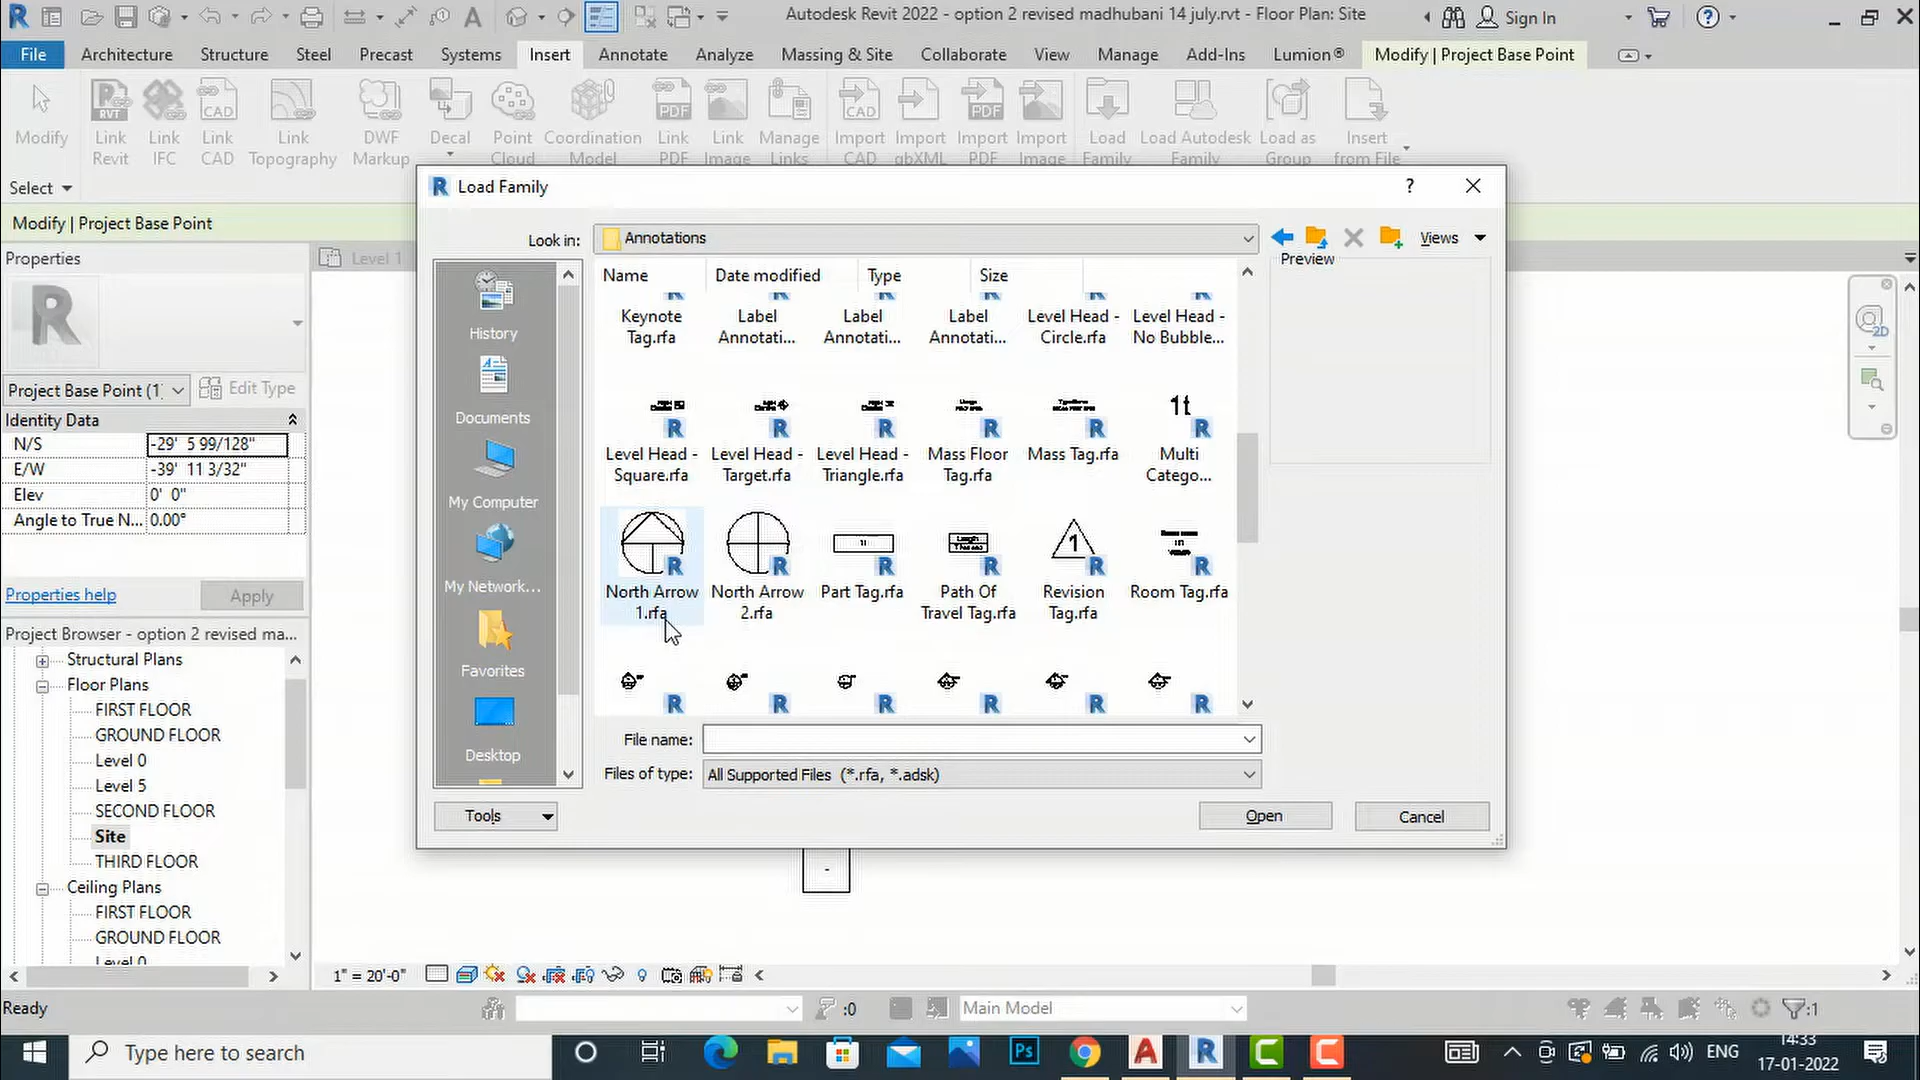 Autodesk Revit 2022 - option 2 revised madhubani 14 july.rvt - Floor Plan: Site
Sign In
File Architecture Structure Steel Precast Systems Insert Annotate Analyze Massing & Site Collaborate View Manage Add-Ins Lumion® Modify | Project Base Point
Modify
Link Revit
Link IFC
Link CAD
Link Topography
DWF Markup
Decal
Point Cloud
Coordination Model
Link PDF
Link Image
Manage Links
Import CAD
Import gbXML
Import PDF
Import Image
Load Family
Load Autodesk Family
Load as Group
Insert from File
Select
Modify | Project Base Point
Properties
Level 1
Project Base Point (1)
Edit Type
Identity Data
N/S -29' 5 99/128"
E/W -39' 11 3/32"
Elev 0' 0"
Angle to True N... 0.00°
Properties help
Apply
Project Browser - option 2 revised ma...
Structural Plans
Floor Plans
FIRST FLOOR
GROUND FLOOR
Level 0
Level 5
SECOND FLOOR
Site
THIRD FLOOR
Ceiling Plans
FIRST FLOOR
GROUND FLOOR
Level 0
Load Family
?
Look in: Annotations
Views
Preview
History
Documents
My Computer
My Network...
Favorites
Desktop
Name Date modified Type Size
Keynote Tag.rfa
Label Annotati...
Label Annotati...
Label Annotati...
Level Head - Circle.rfa
Level Head - No Bubble...
1t
Level Head - Square.rfa
Level Head - Target.rfa
Level Head - Triangle.rfa
Mass Floor Tag.rfa
Mass Tag.rfa
Multi Catego...
1
North Arrow 1.rfa
North Arrow 2.rfa
Part Tag.rfa
Path Of Travel Tag.rfa
Revision Tag.rfa
Room Tag.rfa
File name:
Files of type: All Supported Files (*.rfa, *.adsk)
Tools
Open
Cancel
2D
1" = 20'-0"
Ready
:0
Main Model
:1
Type here to search
Ps
ENG
14:33
17-01-2022